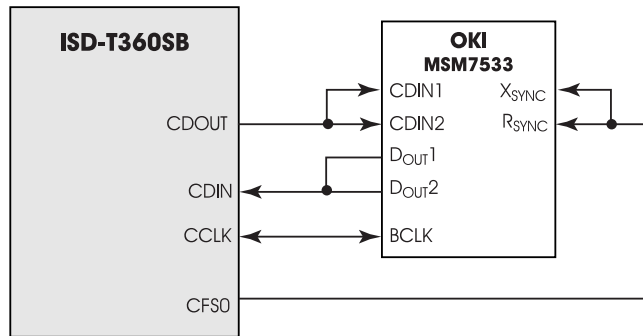 ISD-T360SB
OKI
MSM7533
CDIN1
XSYNC
CDOUT
CDIN2
RSYNC
DOUT1
CDIN
DOUT2
CCLK
BCLK
CFS0